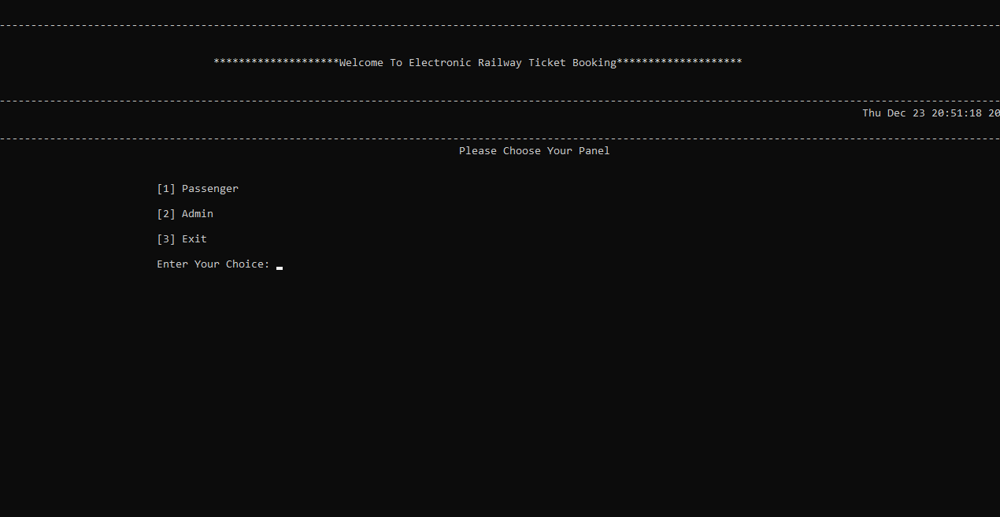 --------------------------------------------------------------------------------------------------------------------------------------------------------------
********************Welcome To Electronic Railway Ticket Booking********************
--------------------------------------------------------------------------------------------------------------------------------------------------------------
Thu Dec 23 20:51:18 20
--------------------------------------------------------------------------------------------------------------------------------------------------------------
Please Choose Your Panel
[1] Passenger
[2] Admin
[3] Exit
Enter Your Choice: